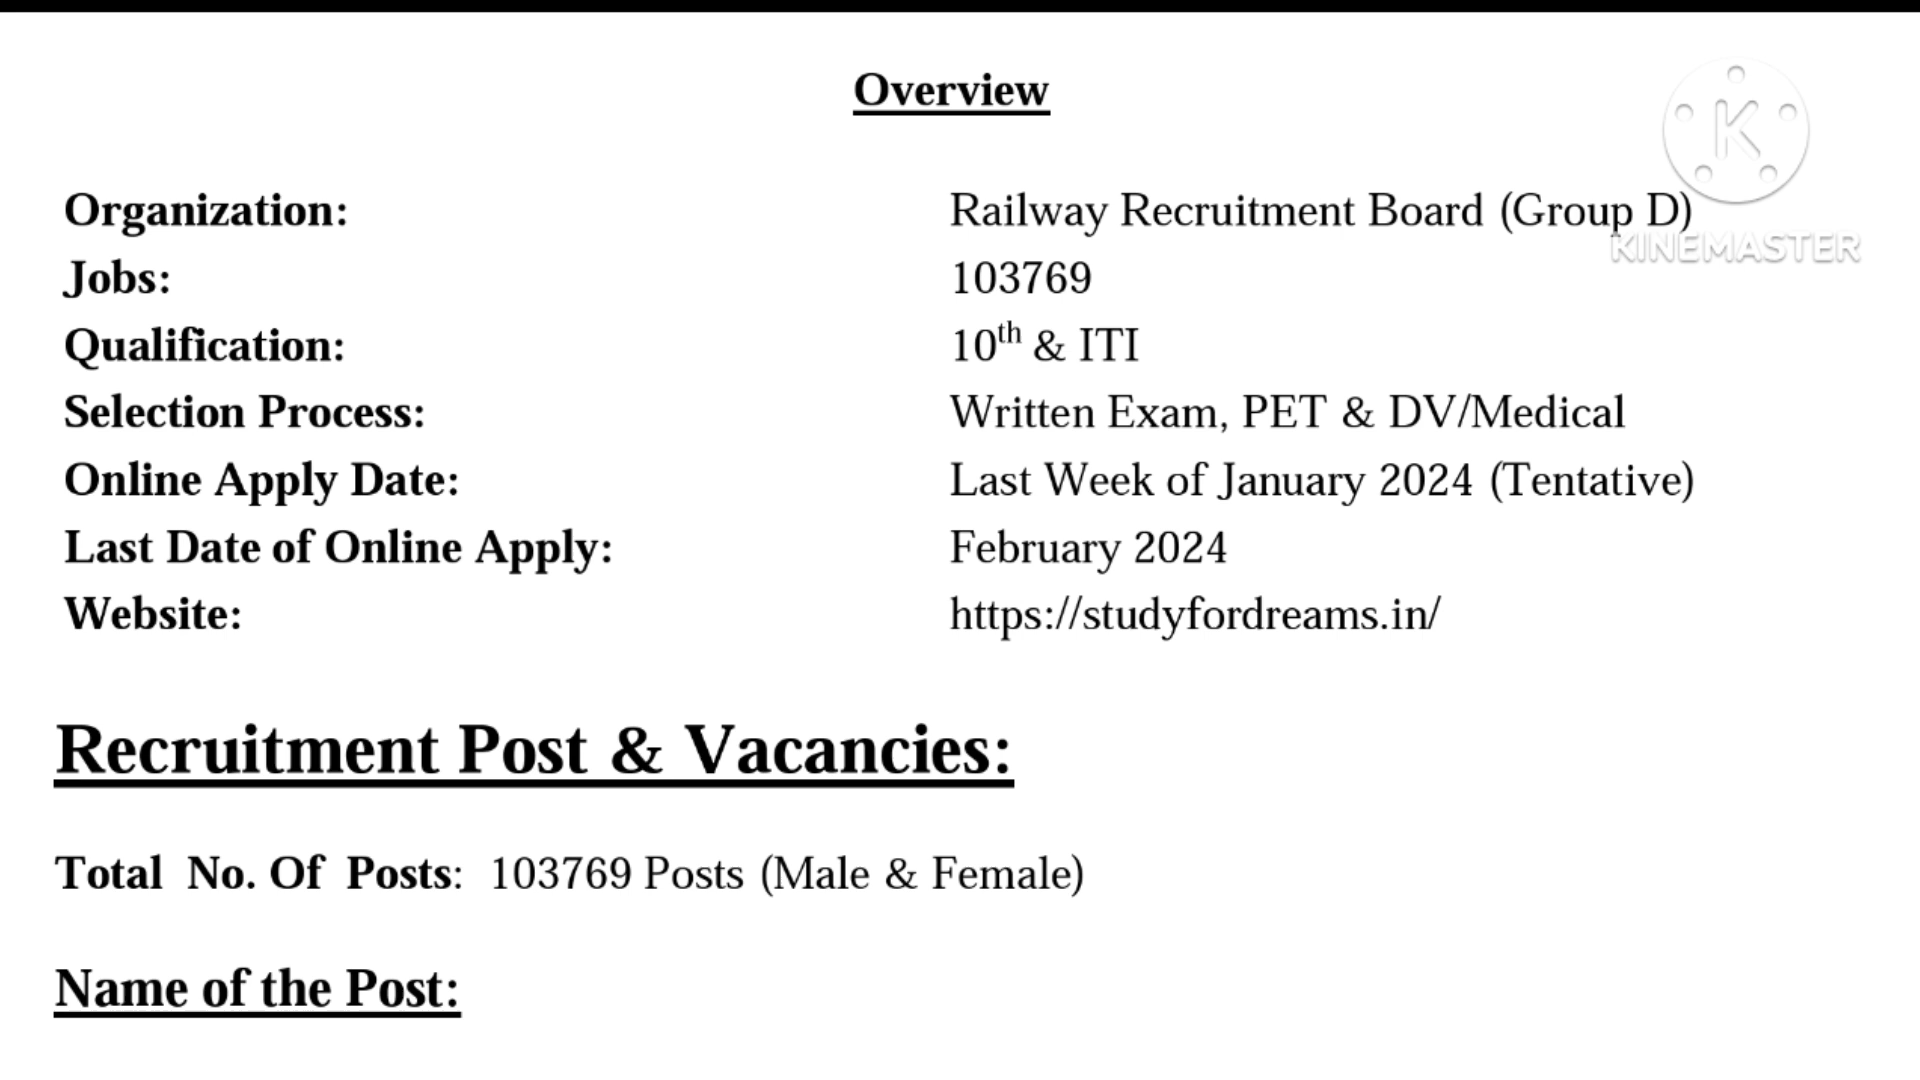 Overview
K
Organization: Railway Recruitment Board (Group D)
KINEMASTER
Jobs: 103769
Qualification: 10th & ITI
Selection Process: Written Exam, PET & DV/Medical
Online Apply Date: Last Week of January 2024 (Tentative)
Last Date of Online Apply: February 2024
Website: https://studyfordreams.in/
Recruitment Post & Vacancies:
Total No. Of Posts: 103769 Posts (Male & Female)
Name of the Post: